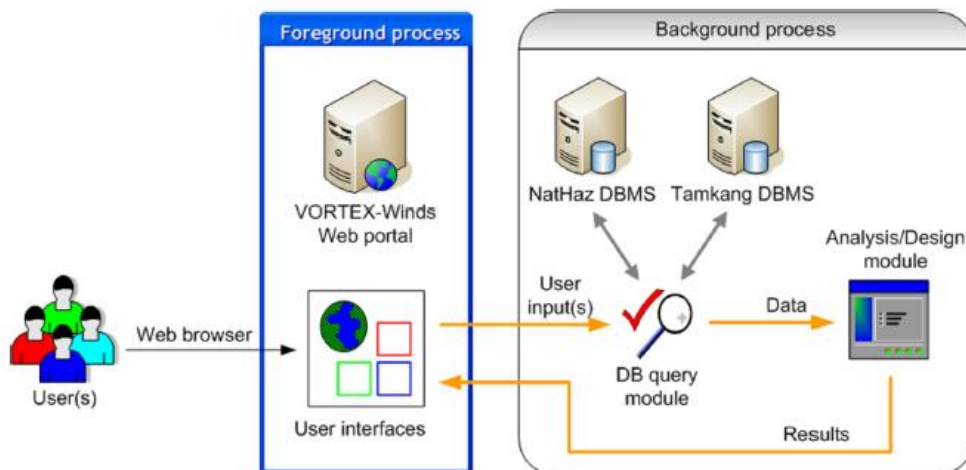 Foreground process
Background process
VORTEX-Winds
Web portal
NatHaz DBMS
Tamkang DBMS
Analysis/Design
module
User(s)
Web browser
User interfaces
User
input(s)
DB query
module
Data
Results